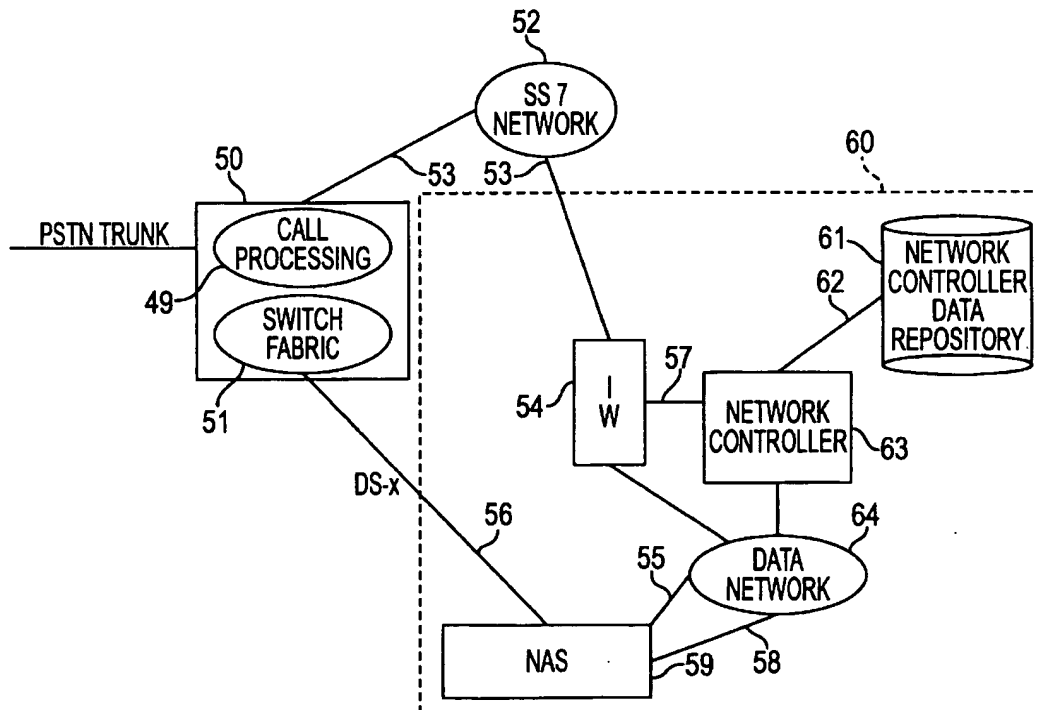 52
SS 7
NETWORK
60
50
53
53
PSTN TRUNK
CALL
PROCESSING
61
NETWORK
CONTROLLER
DATA
REPOSITORY
49
62
SWITCH
FABRIC
57
51
54
I
W
NETWORK
CONTROLLER
63
DS-x
56
64
55
DATA
NETWORK
NAS
59
58